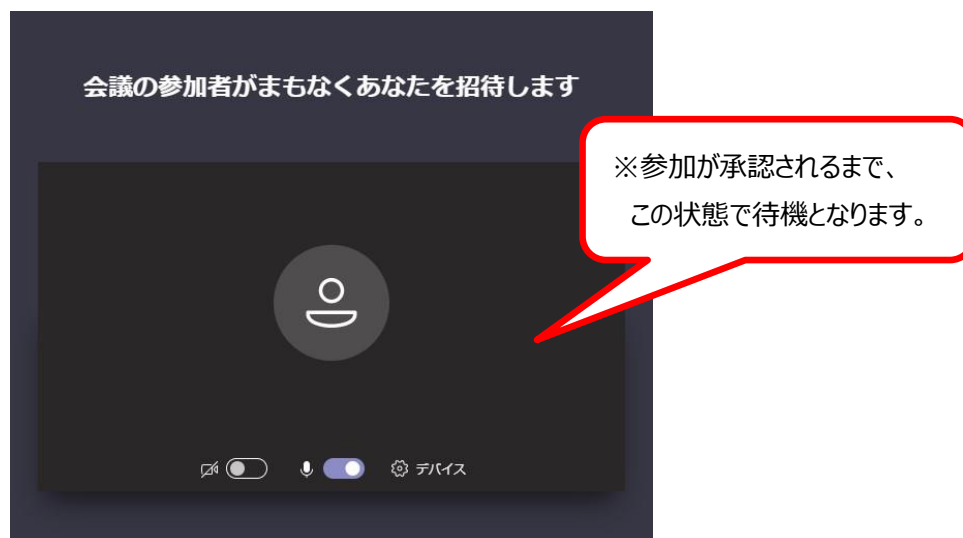 会議の参加者がまもなくあなたを招待します
※参加が承認されるまで、
この状態で待機となります。
デバイス